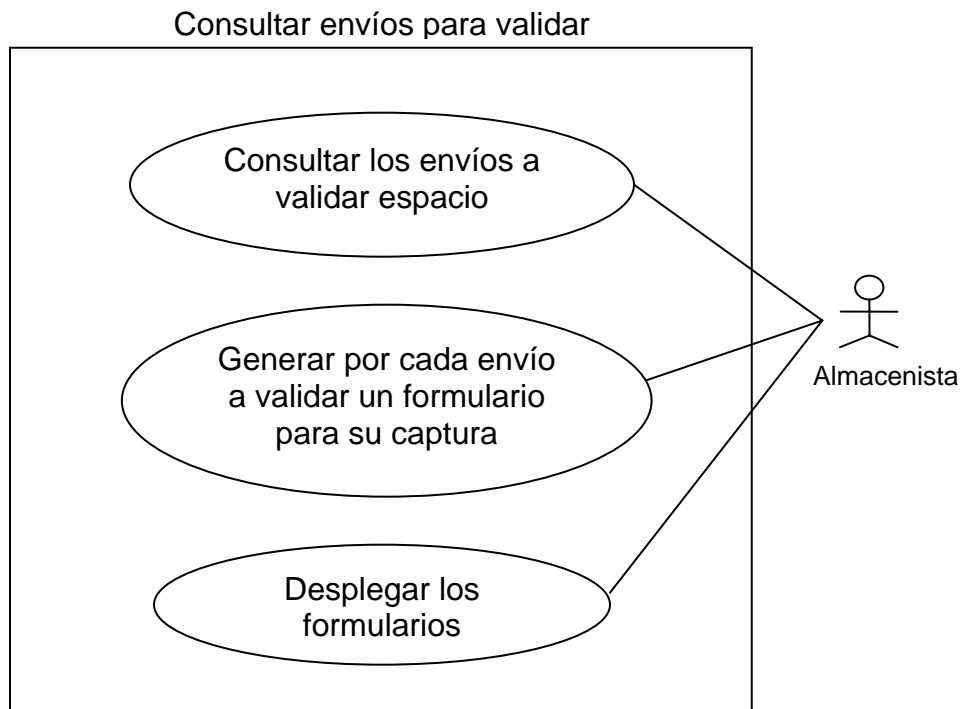 Consultar envíos para validar
Consultar los envíos a
validar espacio
Generar por cada envío
a validar un formulario
para su captura
Almacenista
Desplegar los
formularios